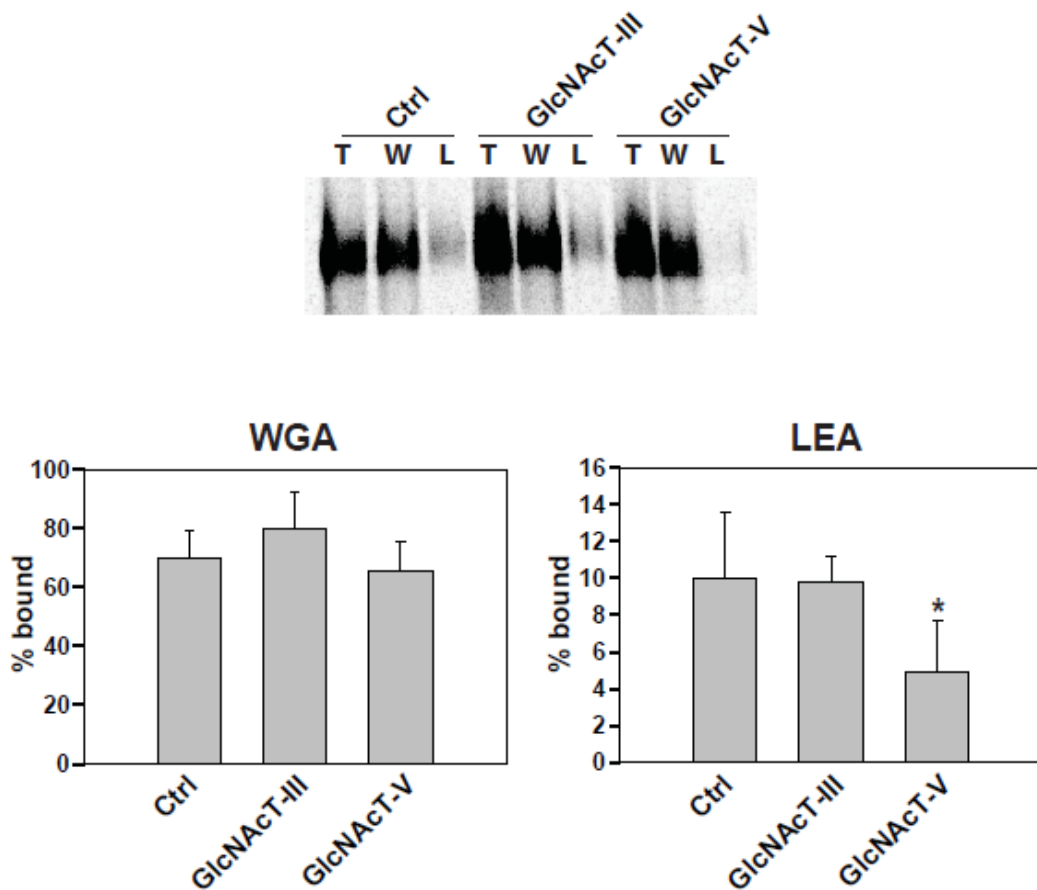 Ctrl GlcNAcT-III GlcNAcT-V
T W L T W L T W L
WGA
% bound
100
80
60
40
20
0
Ctrl GlcNAcT-III GlcNAcT-V
LEA
% bound
16
14
12
10
8
6
4
2
0
*
Ctrl GlcNAcT-III GlcNAcT-V